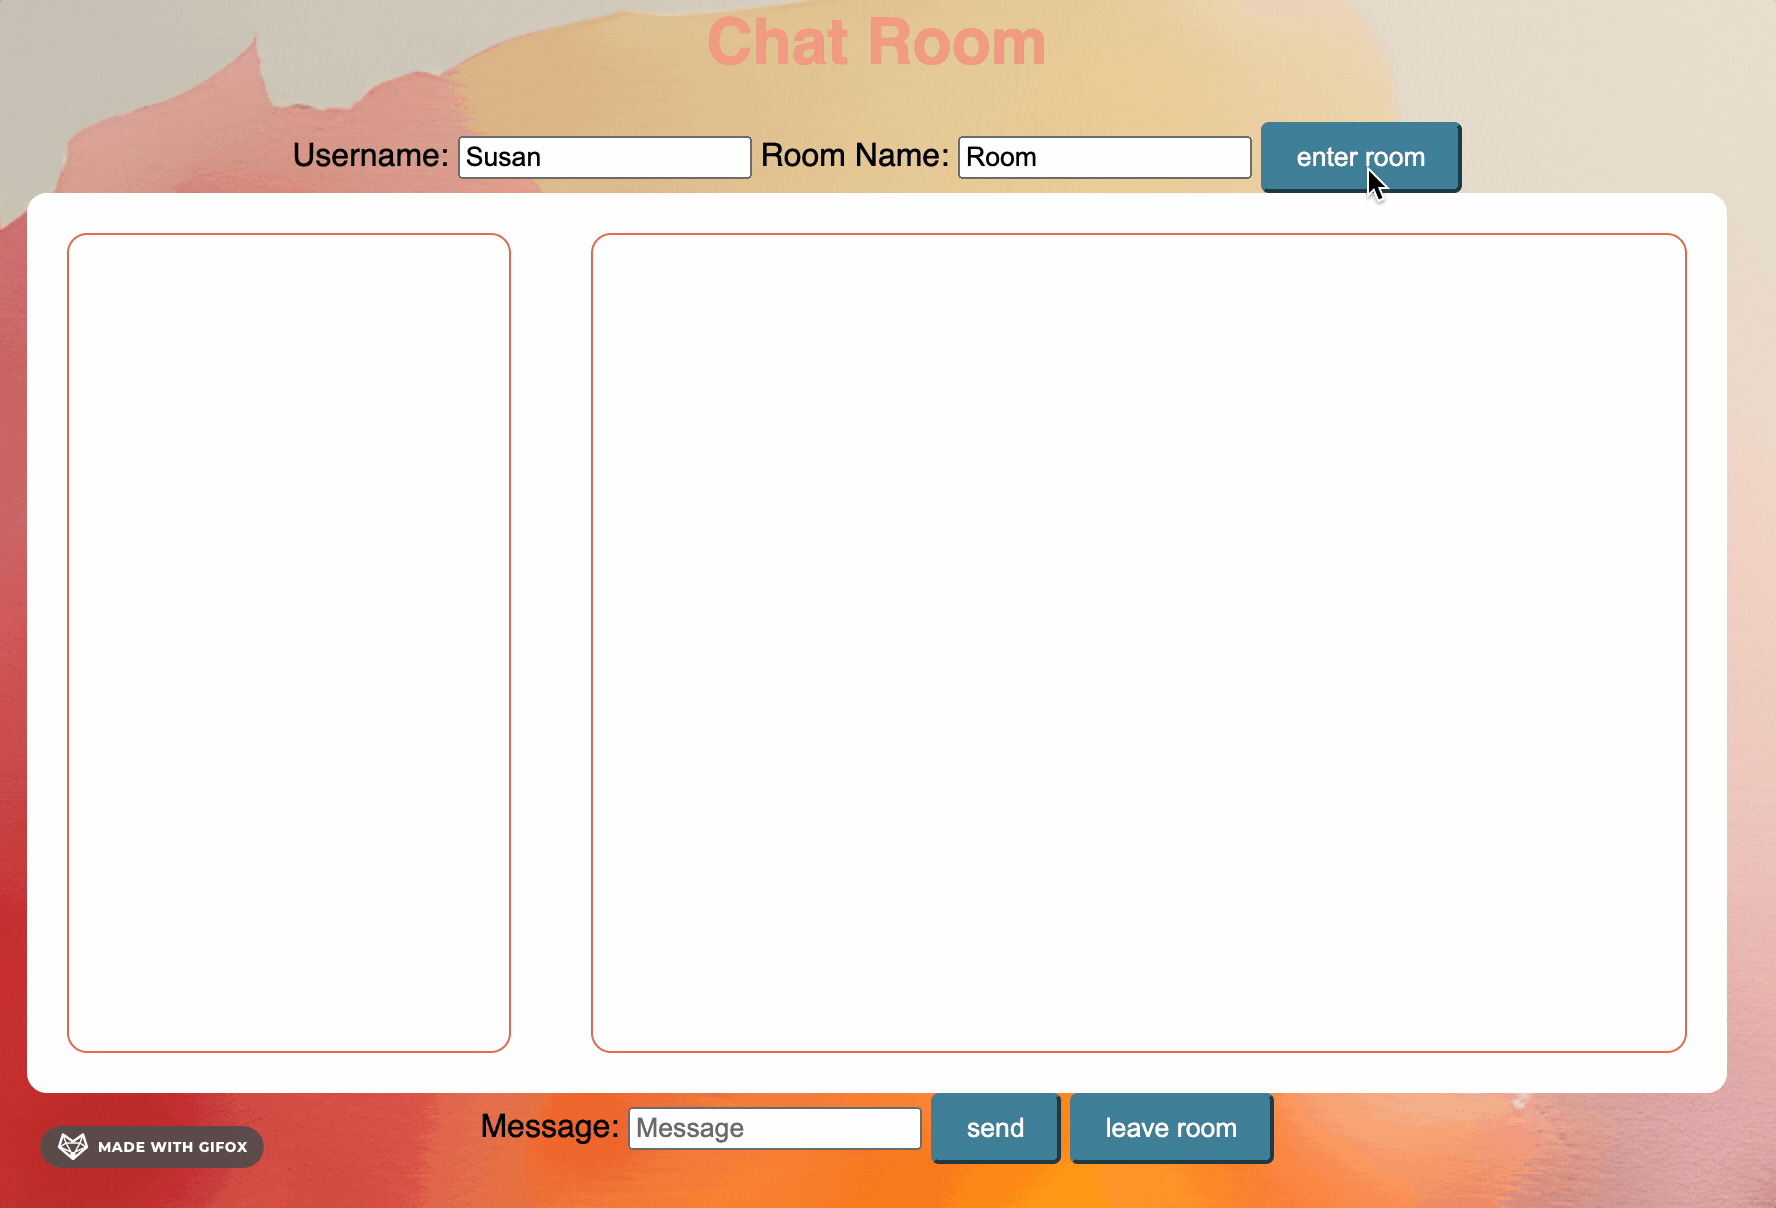 Chat Room
Username: Susan Room Name: Room enter room
Message: Message send leave room
MADE WITH GIFOX